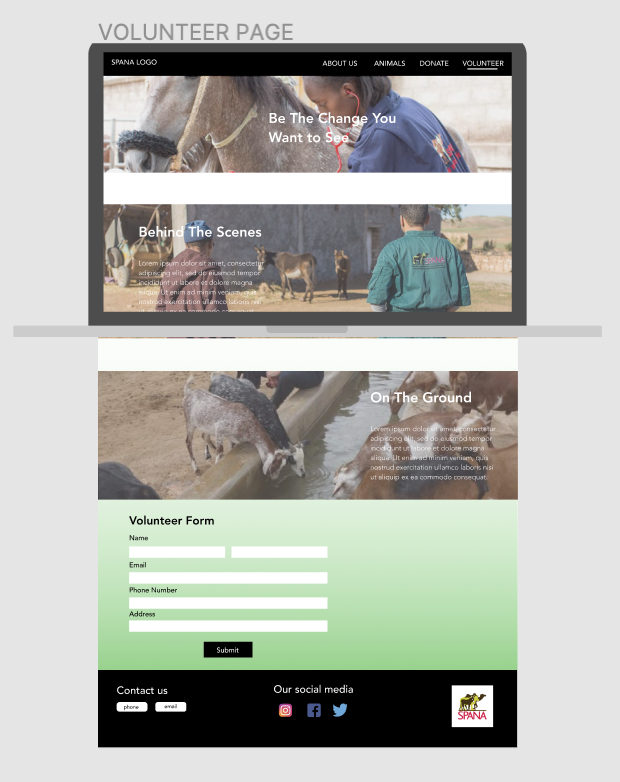 VOLUNTEER PAGE
SPANA LOGO
ABOUT US
ANIMALS
DONATE
VOLUNTEER
Be The Change You
Want to See
Behind The Scenes
Lorem ipsum dolor sit amet, consectetur
adipiscing elit, sed do eiusmod tempor
incididunt ut labore et dolore magna
aliqua. Ut enim ad minim veniam, quis
nostrud exercitation ullamco laboris nisi
On The Ground
Lorem ipsum dolor sit amet, consectetur
adipiscing elit, sed do eiusmod tempor
incididunt ut labore et dolore magna
aliqua. Ut enim ad minim veniam, quis
nostrud exercitation ullamco laboris nisi
ut aliquip ex ea commodo consequat.
Volunteer Form
Name
Email
Phone Number
Address
Submit
Contact us
phone
email
Our social media
SPANA